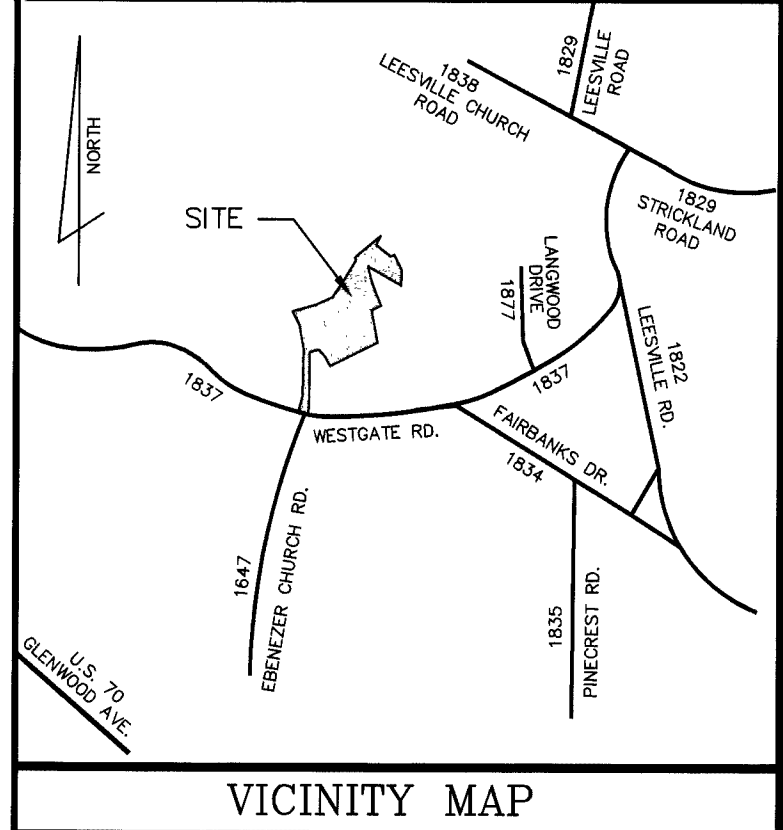 1829
LEESVILLE
ROAD
1838
LEESVILLE CHURCH
ROAD
NORTH
1829
STRICKLAND
ROAD
SITE
LANGWOOD
DRIVE
1877
1822
LEESVILLE RD.
1837
1837
WESTGATE RD.
FAIRBANKS DR.
1834
1647
EBENEZER CHURCH RD.
1835
PINECREST RD.
U.S. 70
GLENWOOD AVE.
VICINITY MAP